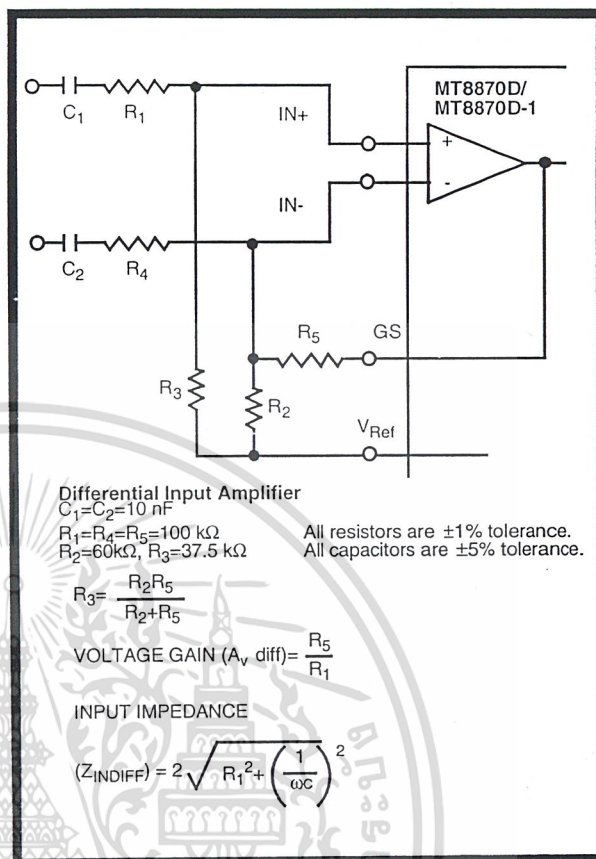 MT8870D/
MT8870D-1
C₁ R₁ IN+
+
-
IN-
C₂ R₄
R₅ GS
R₃ R₂
V_Ref
Differential Input Amplifier
C₁=C₂=10 nF
R₁=R₄=R₅=100 kΩ All resistors are ±1% tolerance.
R₂=60kΩ, R₃=37.5 kΩ All capacitors are ±5% tolerance.
R₃= R₂R₅ / R₂+R₅
VOLTAGE GAIN (Aᵥ diff)= R₅ / R₁
INPUT IMPEDANCE
(Z_INDIFF) = 2 √ R₁²+ (1 / ωc)²